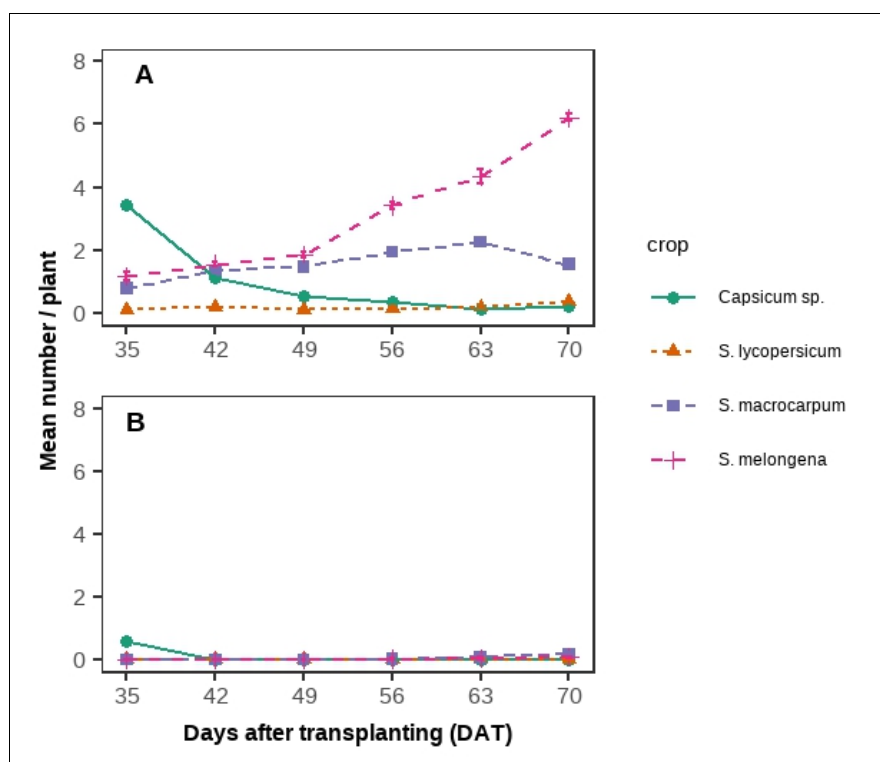 A
8
6
4
2
0
35 42 49 56 63 70
B
8
6
4
2
0
35 42 49 56 63 70
Mean number / plant
Days after transplanting (DAT)
crop
Capsicum sp.
S. lycopersicum
S. macrocarpum
S. melongena